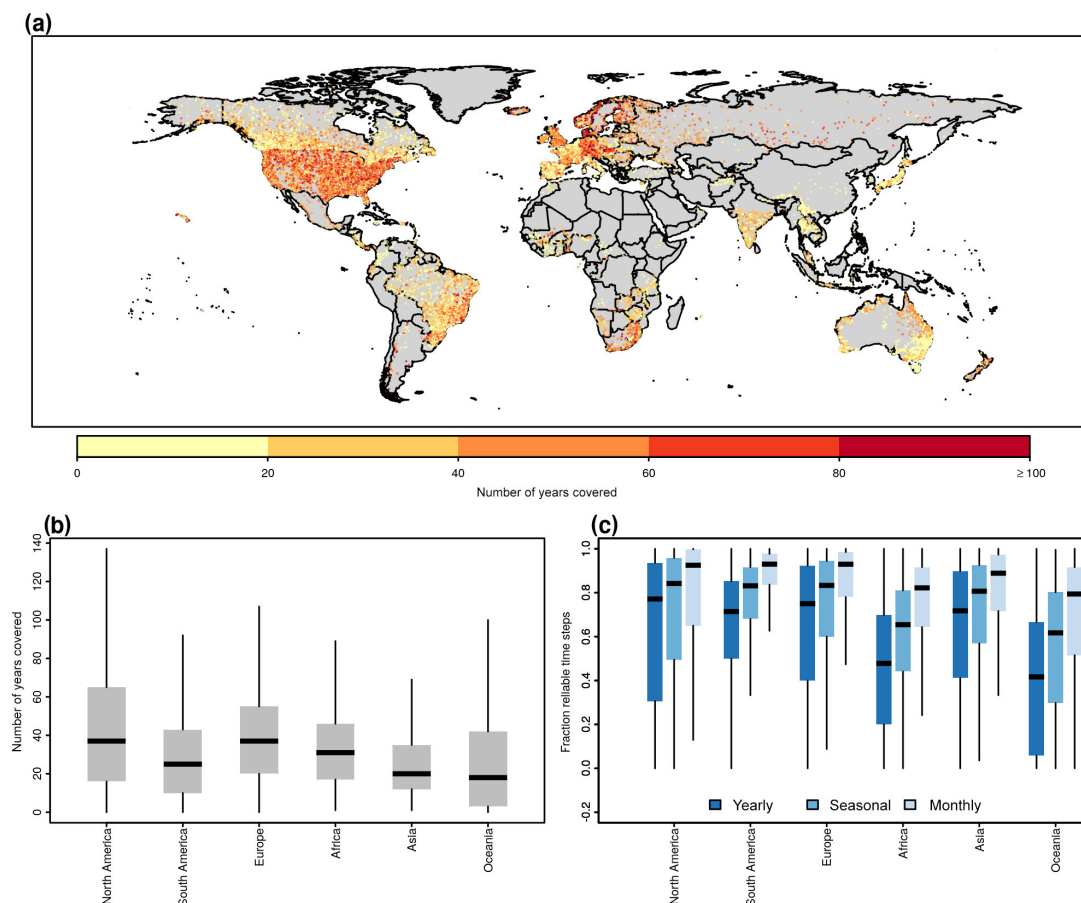 (a)
0 20 40 60 80 ≥ 100
Number of years covered
(b)
Number of years covered
140
120
100
80
60
40
20
0
North America
South America
Europe
Africa
Asia
Oceania
(c)
Fraction reliable time steps
1.0
0.8
0.6
0.4
0.2
0.0
-0.2
Yearly Seasonal Monthly
North America
South America
Europe
Africa
Asia
Oceania